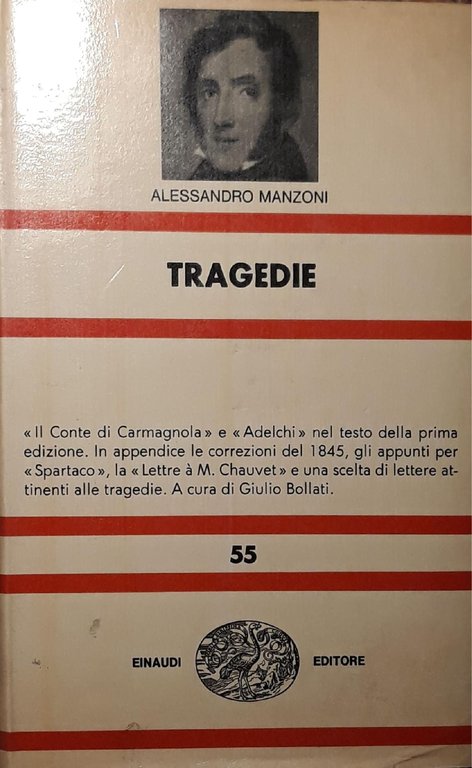 ALESSANDRO MANZONI
TRAGEDIE
« Il Conte di Carmagnola » e « Adelchi » nel testo della prima
edizione. In appendice le correzioni del 1845, gli appunti per
« Spartaco », la « Lettre à M. Chauvet » e una scelta di lettere at-
tinenti alle tragedie. A cura di Giulio Bollati.
55
EINAUDI EDITORE